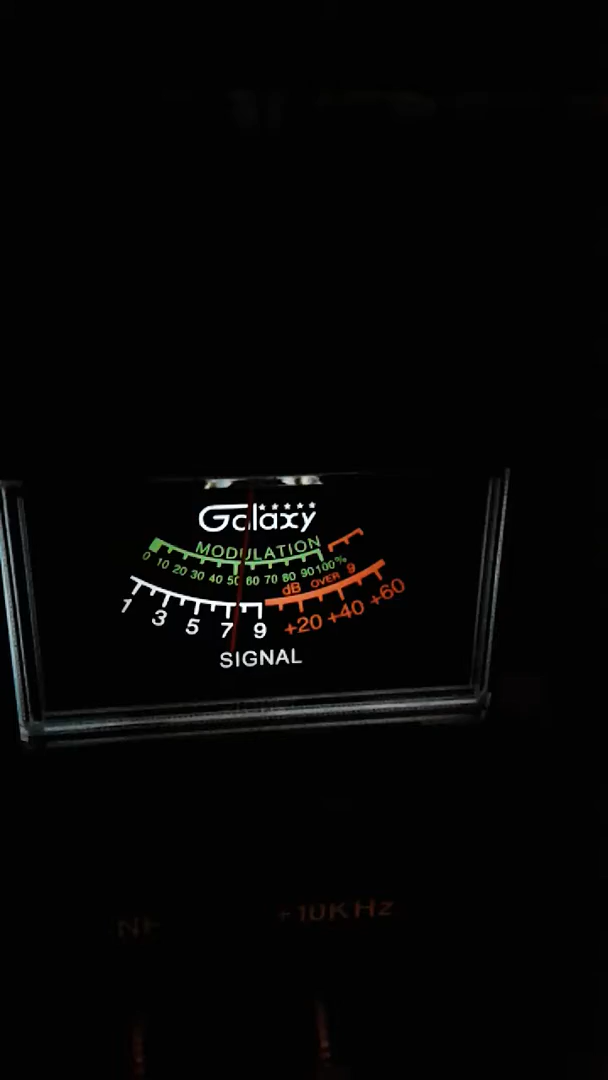 Galaxy
MODULATION
0 10 20 30 40 50 60 70 80 90 100%
dB OVER 9
1 3 5 7 9 +20 +40 +60
SIGNAL
+10KHz